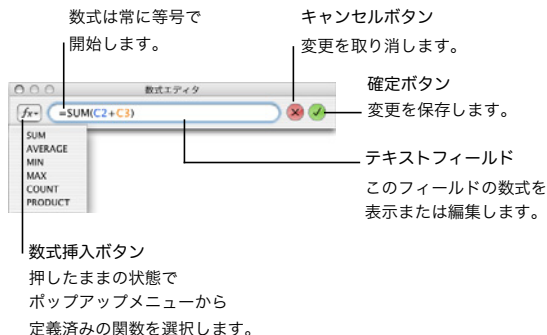 数式は常に等号で
開始します。
キャンセルボタン
変更を取り消します。
確定ボタン
変更を保存します。
数式エディタ
fx
=SUM(C2+C3)
SUM
AVERAGE
MIN
MAX
COUNT
PRODUCT
テキストフィールド
このフィールドの数式を
表示または編集します。
数式挿入ボタン
押したままの状態で
ポップアップメニューから
定義済みの関数を選択します。